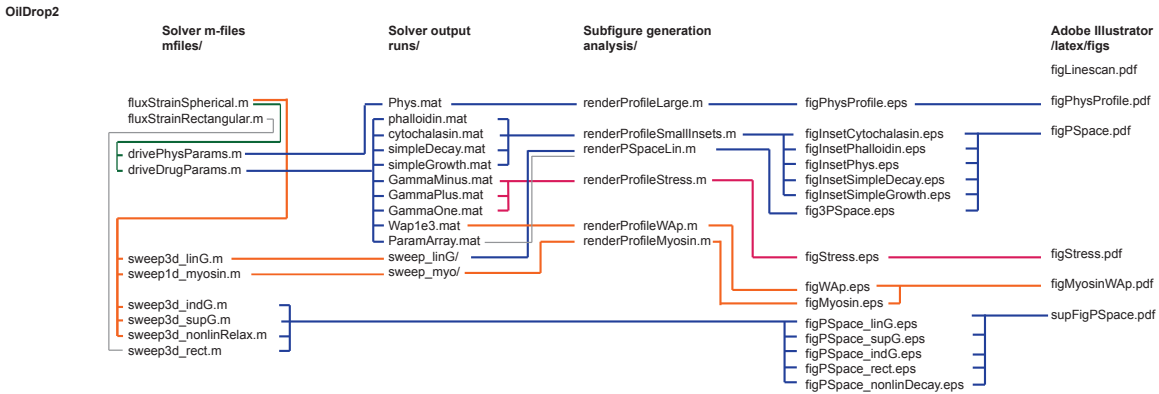 OilDrop2
Solver m-files
mfiles/
fluxStrainSpherical.m
fluxStrainRectangular.m
drivePhysParams.m
driveDrugParams.m
sweep3d_linG.m
sweep1d_myosin.m
sweep3d_indG.m
sweep3d_supG.m
sweep3d_nonlinRelax.m
sweep3d_rect.m
Solver output
runs/
Phys.mat
phalloidin.mat
cytochalasin.mat
simpleDecay.mat
simpleGrowth.mat
GammaMinus.mat
GammaPlus.mat
GammaOne.mat
Wap1e3.mat
ParamArray.mat
sweep_linG/
sweep_myo/
Subfigure generation
analysis/
renderProfileLarge.m
renderProfileSmallInsets.m
renderPSpaceLin.m
renderProfileStress.m
renderProfileWAp.m
renderProfileMyosin.m
figPhysProfile.eps
figInsetCytochalasin.eps
figInsetPhalloidin.eps
figInsetPhys.eps
figInsetSimpleDecay.eps
figInsetSimpleGrowth.eps
fig3PSpace.eps
figStress.eps
figWAp.eps
figMyosin.eps
figPSpace_linG.eps
figPSpace_supG.eps
figPSpace_indG.eps
figPSpace_rect.eps
figPSpace_nonlinDecay.eps
Adobe Illustrator
/latex/figs
figLinescan.pdf
figPhysProfile.pdf
figPSpace.pdf
figStress.pdf
figMyosinWAp.pdf
supFigPSpace.pdf